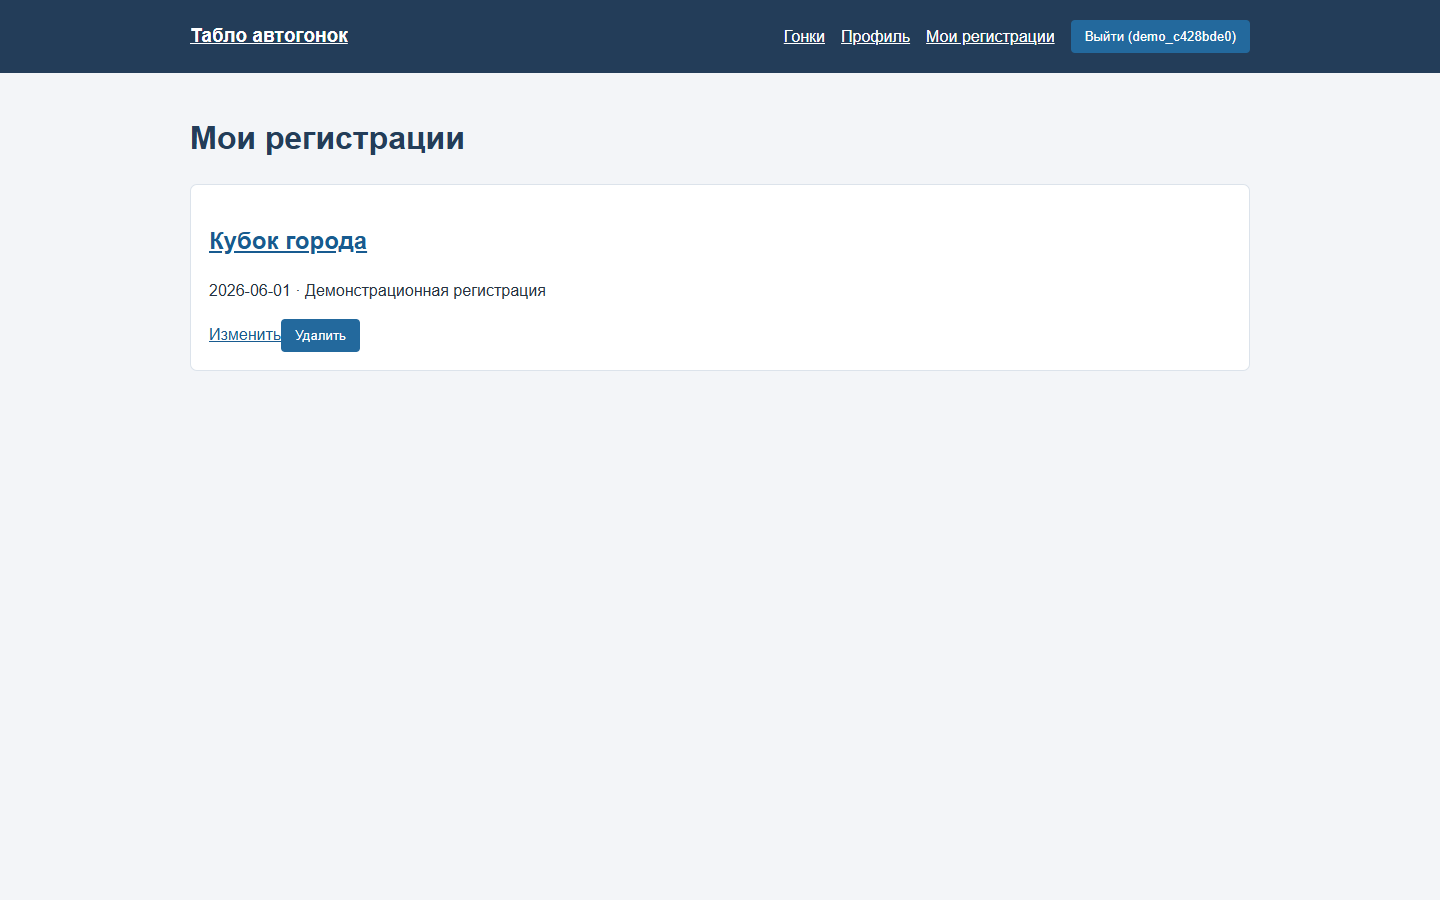 Табло автогонок
Гонки Профиль Мои регистрации Выйти (demo_c428bde0)
Мои регистрации
Кубок города
2026-06-01 · Демонстрационная регистрация
Изменить Удалить